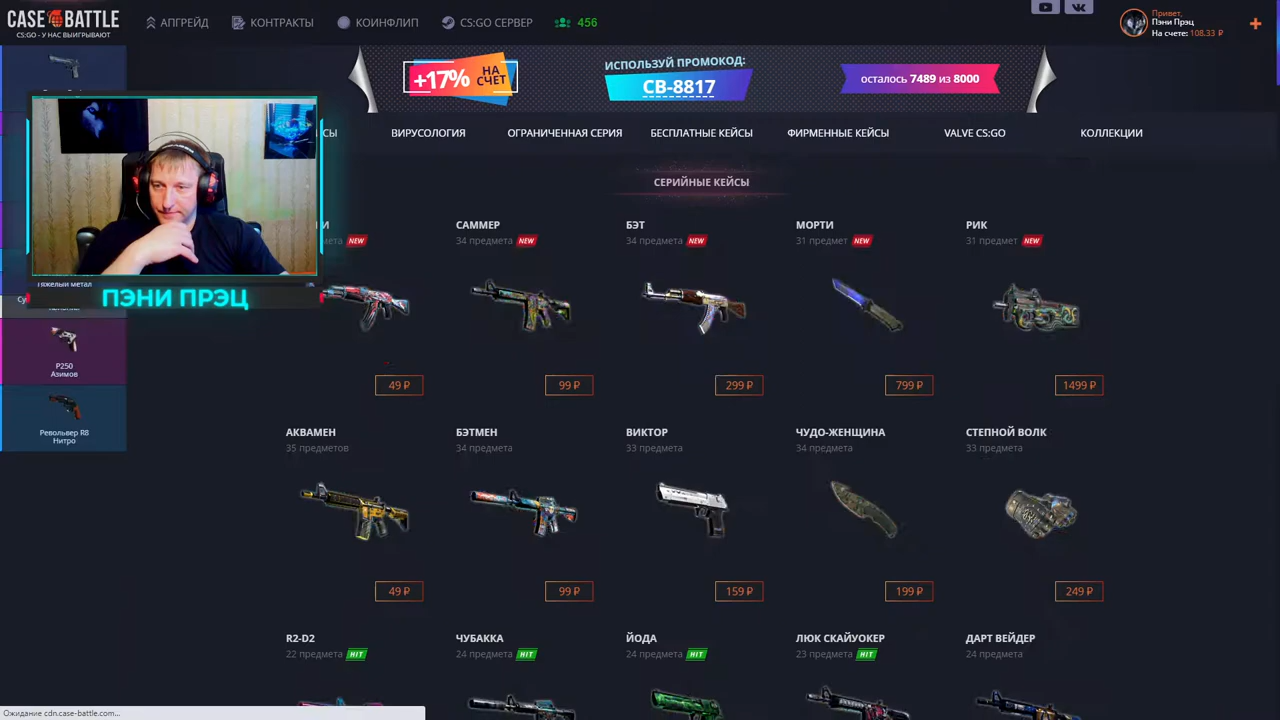 CASE BATTLE
CS:GO - У НАС ВЫИГРЫВАЮТ
АПГРЕЙД
КОНТРАКТЫ
КОИНФЛИП
CS:GO СЕРВЕР
456
Привет,
Пэни Прэц
На счете: 108.33 ₽
+
+17% НА СЧЕТ
ИСПОЛЬЗУЙ ПРОМОКОД:
CB-8817
осталось 7489 из 8000
ВИРУСОЛОГИЯ
ОГРАНИЧЕННАЯ СЕРИЯ
БЕСПЛАТНЫЕ КЕЙСЫ
ФИРМЕННЫЕ КЕЙСЫ
VALVE CS:GO
КОЛЛЕКЦИИ
СЕРИЙНЫЕ КЕЙСЫ
NEW
САММЕР
34 предмета NEW
БЭТ
34 предмета NEW
МОРТИ
31 предмет NEW
РИК
31 предмет NEW
Тяжелый металл
ПЭНИ ПРЭЦ
P250
Азимов
Револьвер R8
Нитро
49 ₽
99 ₽
299 ₽
799 ₽
1499 ₽
АКВАМЕН
35 предметов
БЭТМЕН
34 предмета
ВИКТОР
33 предмета
ЧУДО-ЖЕНЩИНА
34 предмета
СТЕПНОЙ ВОЛК
33 предмета
49 ₽
99 ₽
159 ₽
199 ₽
249 ₽
R2-D2
22 предмета HIT
ЧУБАККА
24 предмета HIT
ЙОДА
24 предмета HIT
ЛЮК СКАЙУОКЕР
23 предмета HIT
ДАРТ ВЕЙДЕР
24 предмета
Ожидание cdn.case-battle.com...